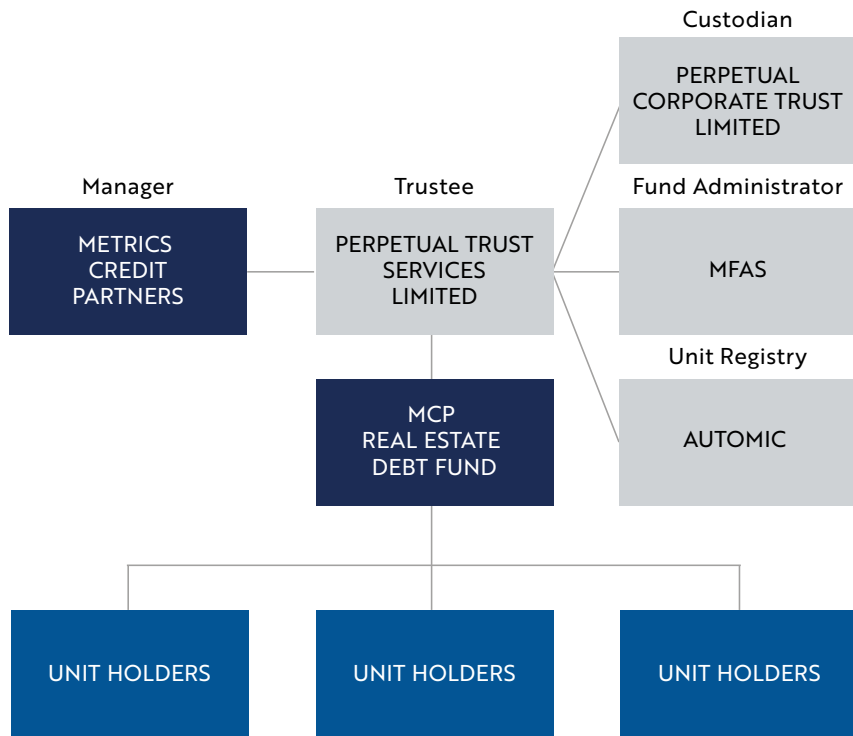 Custodian
PERPETUAL
CORPORATE TRUST
LIMITED
Manager
METRICS
CREDIT
PARTNERS
Trustee
PERPETUAL TRUST
SERVICES
LIMITED
Fund Administrator
MFAS
Unit Registry
AUTOMIC
MCP
REAL ESTATE
DEBT FUND
UNIT HOLDERS
UNIT HOLDERS
UNIT HOLDERS